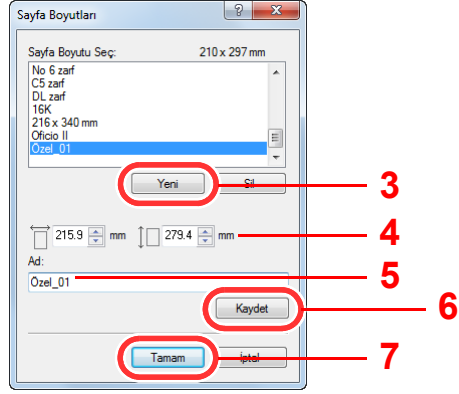 Sayfa Boyutları
Sayfa Boyutu Seç: 210 x 297 mm
No 6 zarf
C5 zarf
DL zarf
16K
216 x 340 mm
Oficio II
Özel_01
Yeni Sil 3
215.9 mm 279.4 mm 4
Ad: 5
Özel_01
Kaydet 6
Tamam İptal 7